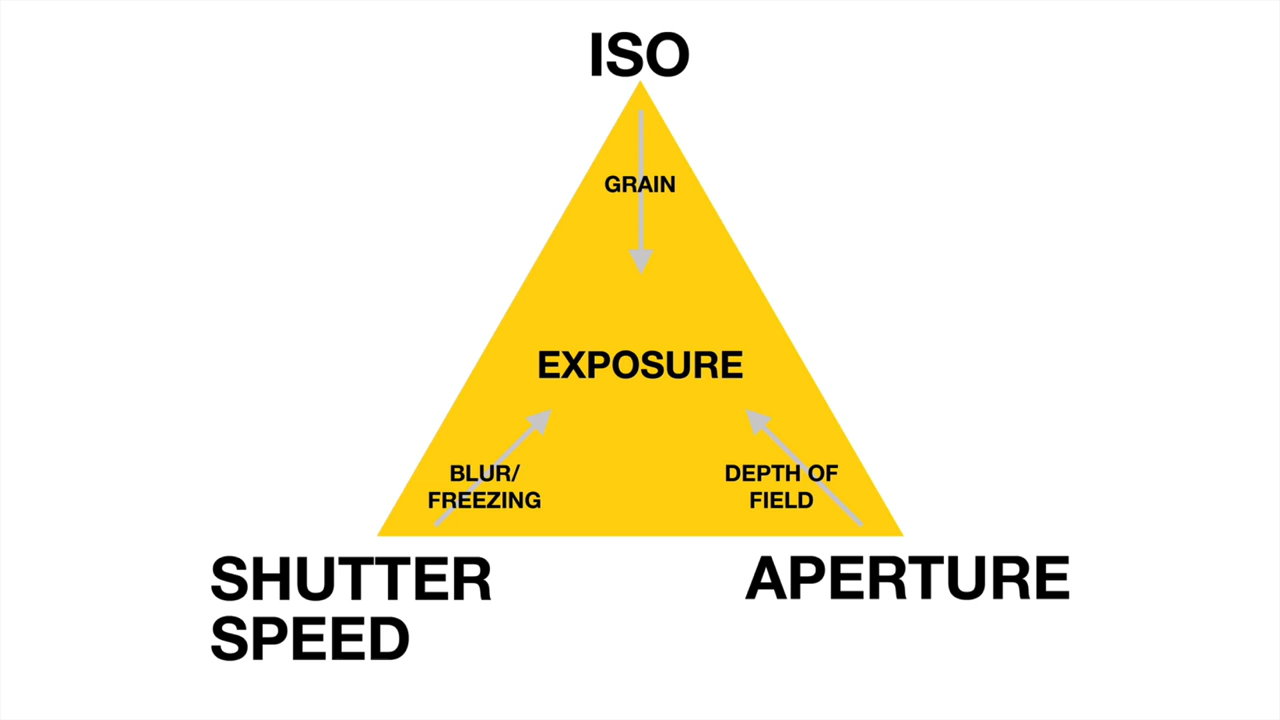 ISO
GRAIN
EXPOSURE
BLUR/
FREEZING
DEPTH OF
FIELD
SHUTTER
SPEED
APERTURE